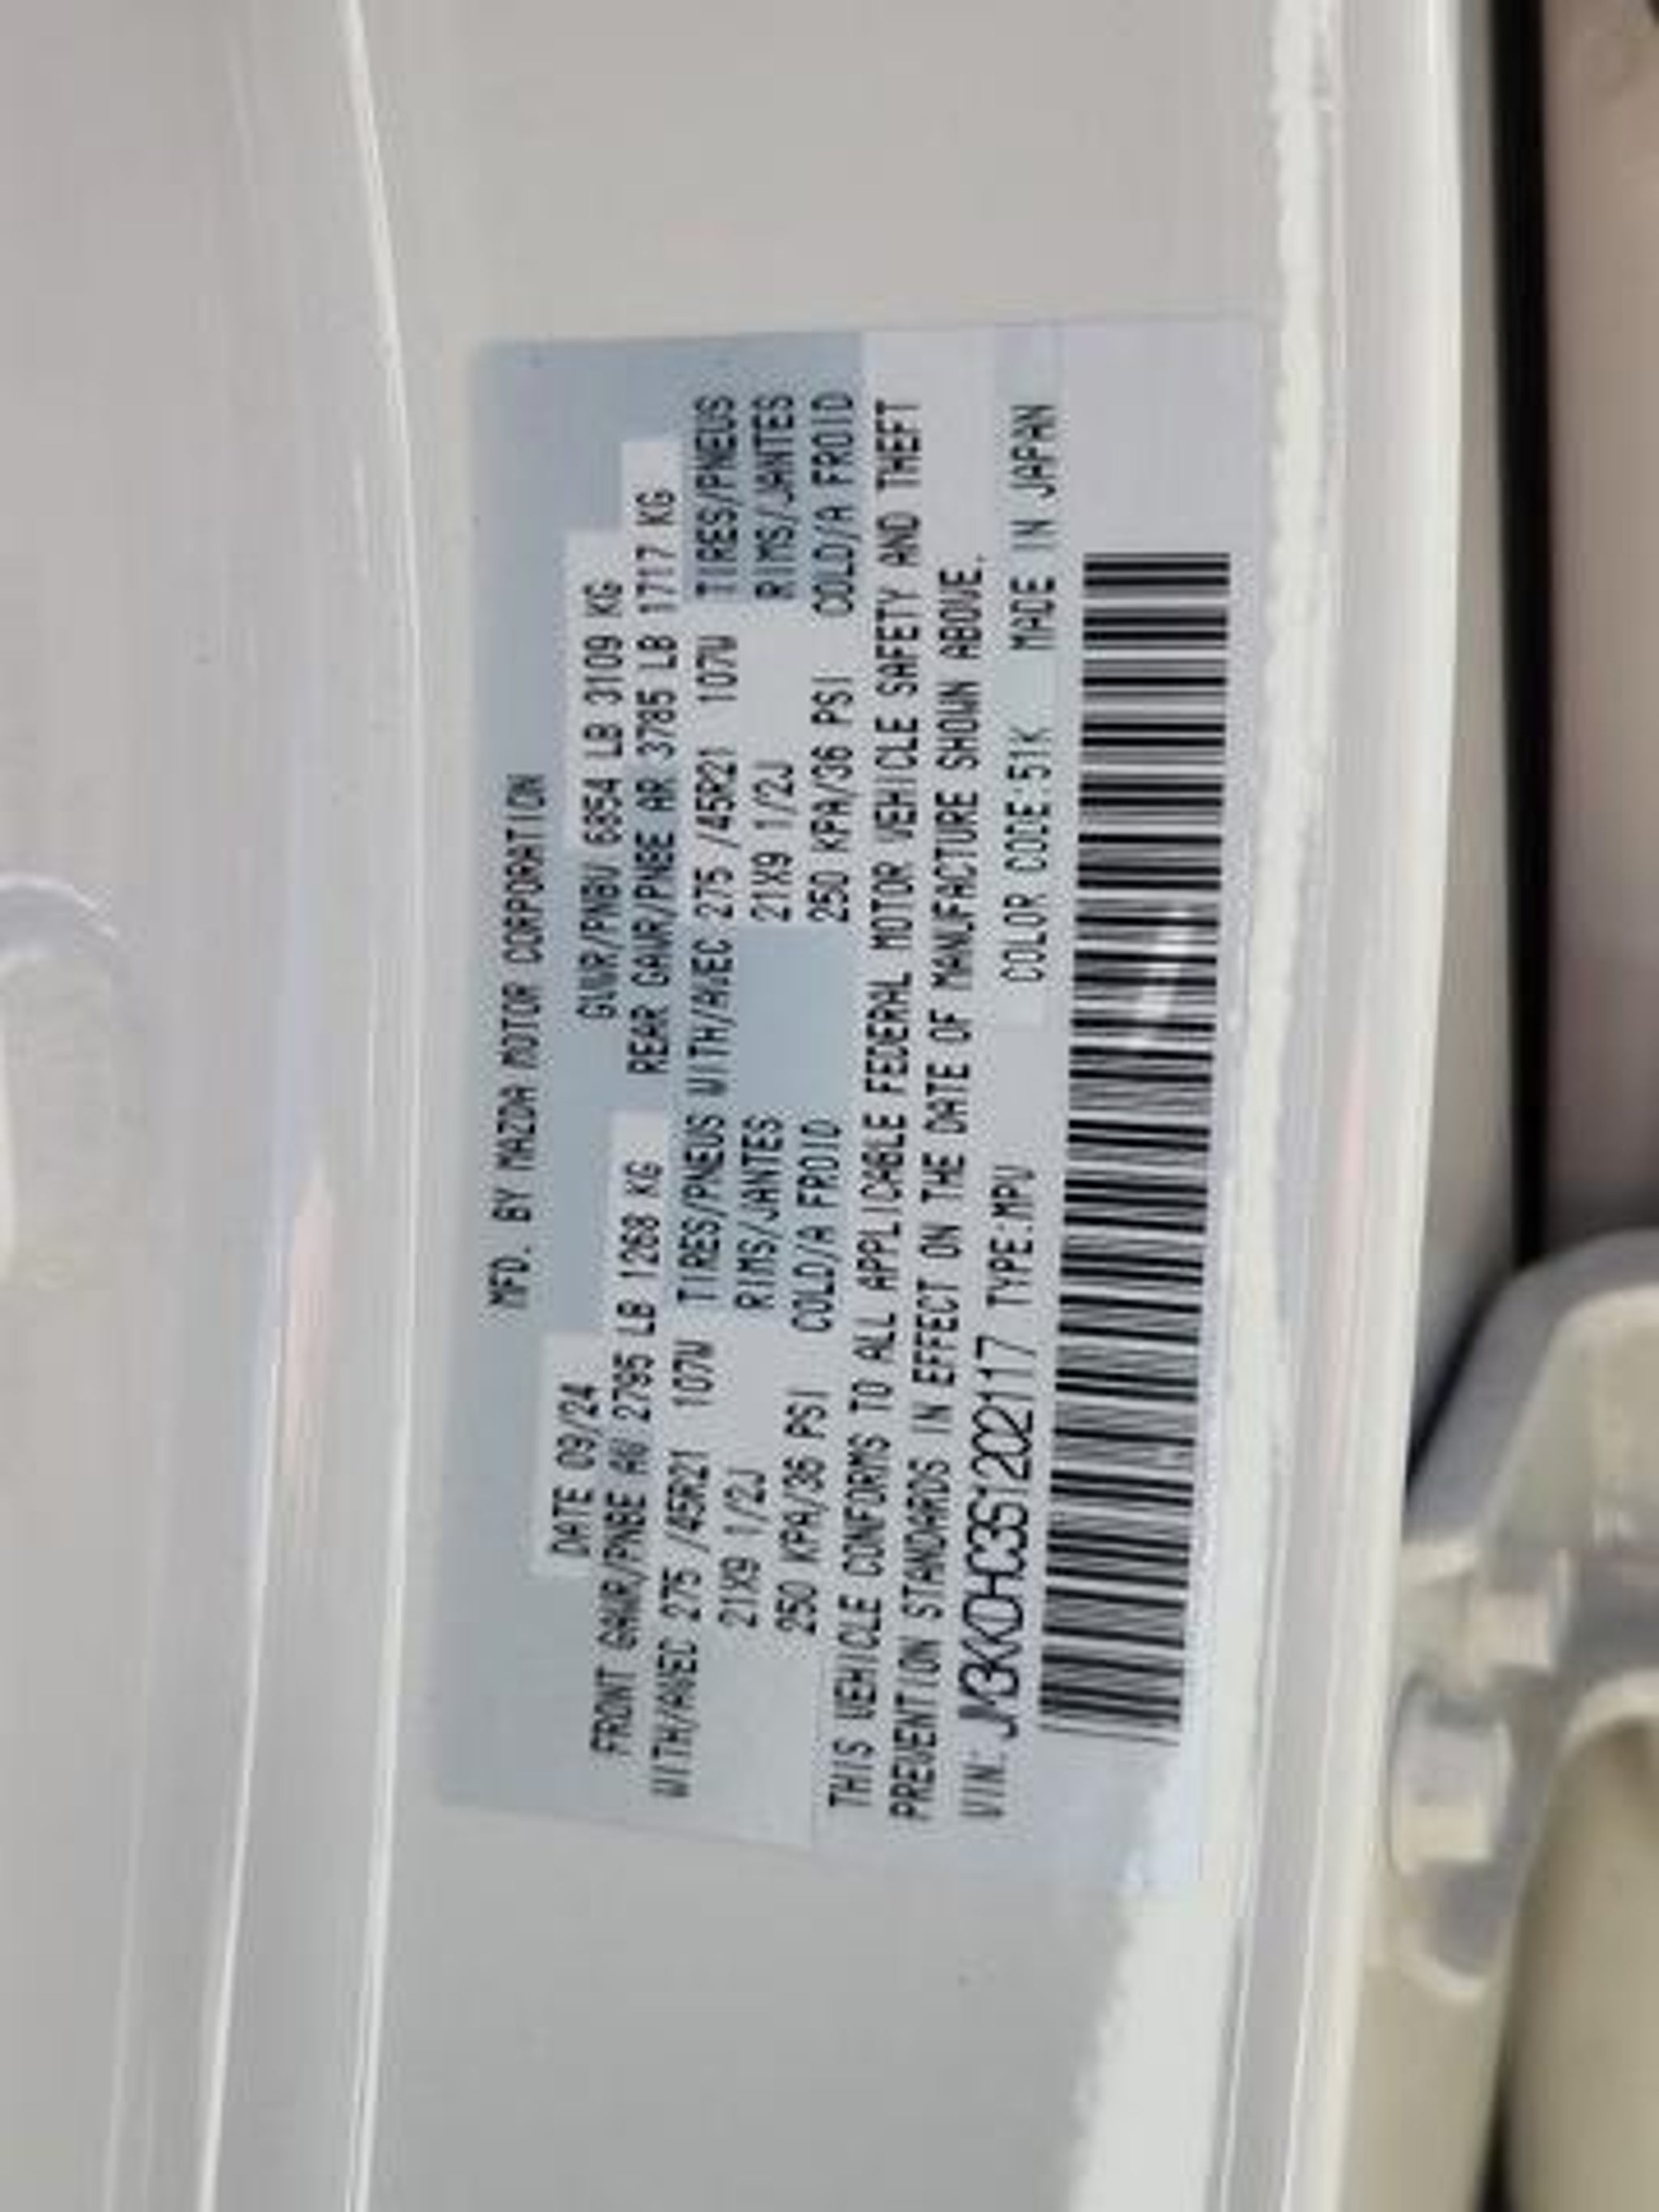 MFD. BY MAZDA MOTOR CORPORATION
DATE 09/24 GVWR/PNBV 6854 LB 3109 KG
FRONT GAWR/PNBE AV 2795 LB 1268 KG REAR GAWR/PNBE AR 3785 LB 1717 KG
WITH/AVEC 275 /45R21 107W TIRES/PNEUS WITH/AVEC 275 /45R21 107W TIRES/PNEUS
21X9 1/2J RIMS/JANTES 21X9 1/2J RIMS/JANTES
250 KPA/36 PSI COLD/A FROID 250 KPA/36 PSI COLD/A FROID
THIS VEHICLE CONFORMS TO ALL APPLICABLE FEDERAL MOTOR VEHICLE SAFETY AND THEFT
PREVENTION STANDARDS IN EFFECT ON THE DATE OF MANUFACTURE SHOWN ABOVE.
VIN: JM3KKDHC3S1202117 TYPE:MPV COLOR CODE:51K MADE IN JAPAN